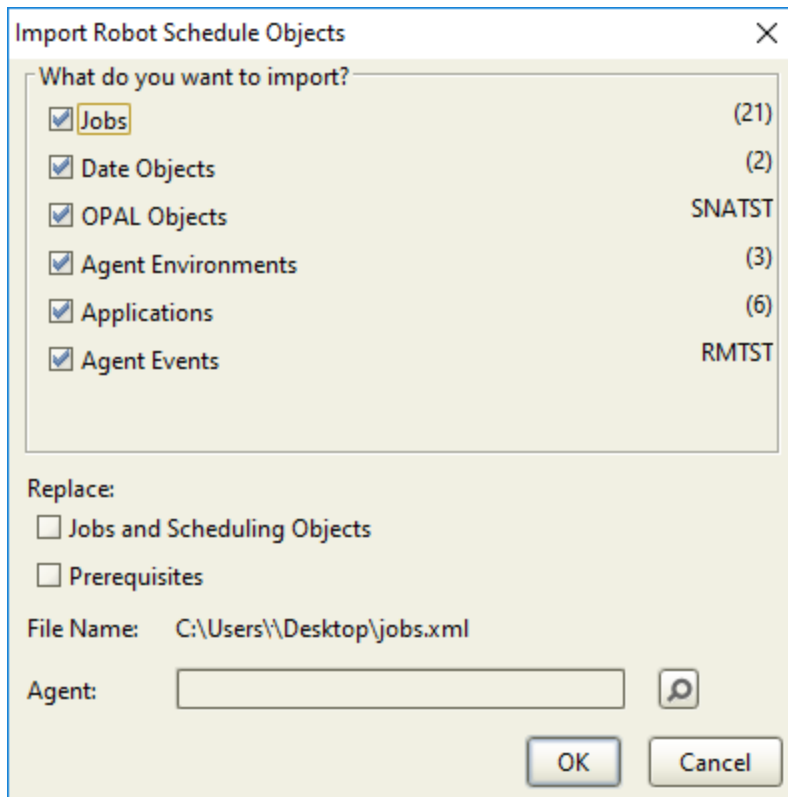 Import Robot Schedule Objects
What do you want to import?
Jobs (21)
Date Objects (2)
OPAL Objects SNATST
Agent Environments (3)
Applications (6)
Agent Events RMTST
Replace:
Jobs and Scheduling Objects
Prerequisites
File Name: C:\Users\\Desktop\jobs.xml
Agent:
OK Cancel